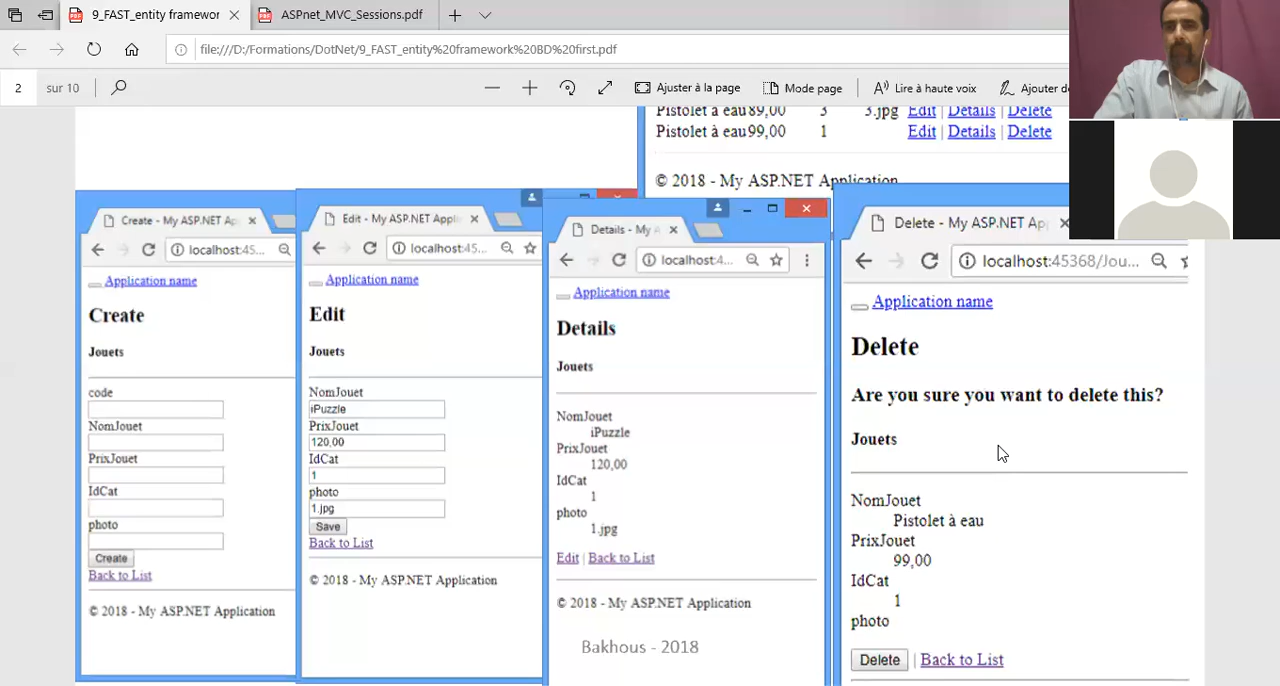 9_FAST_entity framewor
ASPnet_MVC_Sessions.pdf
file:///D:/Formations/DotNet/9_FAST_entity%20framework%20BD%20first.pdf
2 sur 10
Ajuster à la page
Mode page
Lire à haute voix
Ajouter de
Pistolet à eau 89,00 3 3.jpg Edit | Details | Delete
Pistolet à eau 99,00 1 Edit | Details | Delete
© 2018 - My ASP.NET Application
Create - My ASP.NET Ap
localhost:45...
Application name
Create
Jouets
code
NomJouet
PrixJouet
IdCat
photo
Create
Back to List
© 2018 - My ASP.NET Application
Edit - My ASP.NET Appli
localhost:45...
Application name
Edit
Jouets
NomJouet
iPuzzle
PrixJouet
120,00
IdCat
1
photo
1.jpg
Save
Back to List
© 2018 - My ASP.NET Application
Details - My A
localhost:4...
Application name
Details
Jouets
NomJouet
iPuzzle
PrixJouet
120,00
IdCat
1
photo
1.jpg
Edit | Back to List
© 2018 - My ASP.NET Application
Bakhous - 2018
Delete - My ASP.NET Ap
localhost:45368/Jou...
Application name
Delete
Are you sure you want to delete this?
Jouets
NomJouet
Pistolet à eau
PrixJouet
99,00
IdCat
1
photo
Delete | Back to List